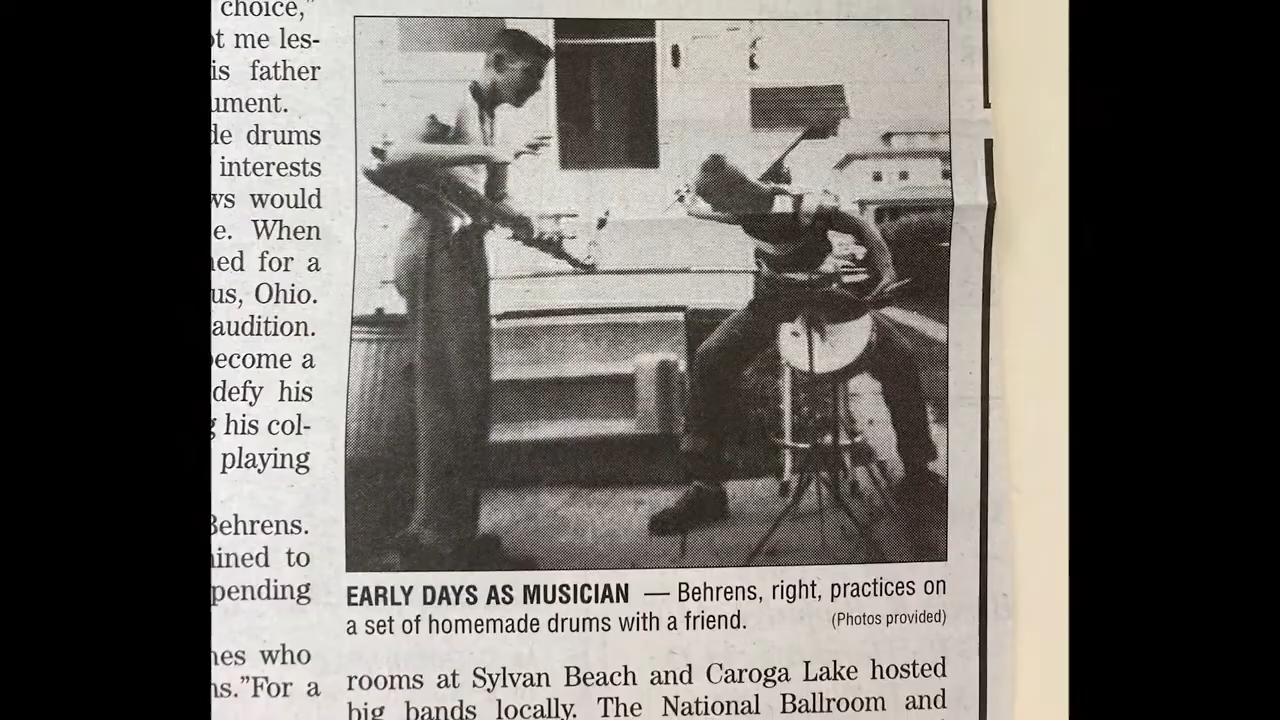 choice,"
ot me les-
is father
ument.
de drums
interests
ws would
e. When
ned for a
us, Ohio.
audition.
ecome a
defy his
g his col-
playing
Behrens.
ined to
pending
nes who
ns."For a
EARLY DAYS AS MUSICIAN — Behrens, right, practices on
a set of homemade drums with a friend. (Photos provided)
rooms at Sylvan Beach and Caroga Lake hosted
big bands locally. The National Ballroom and